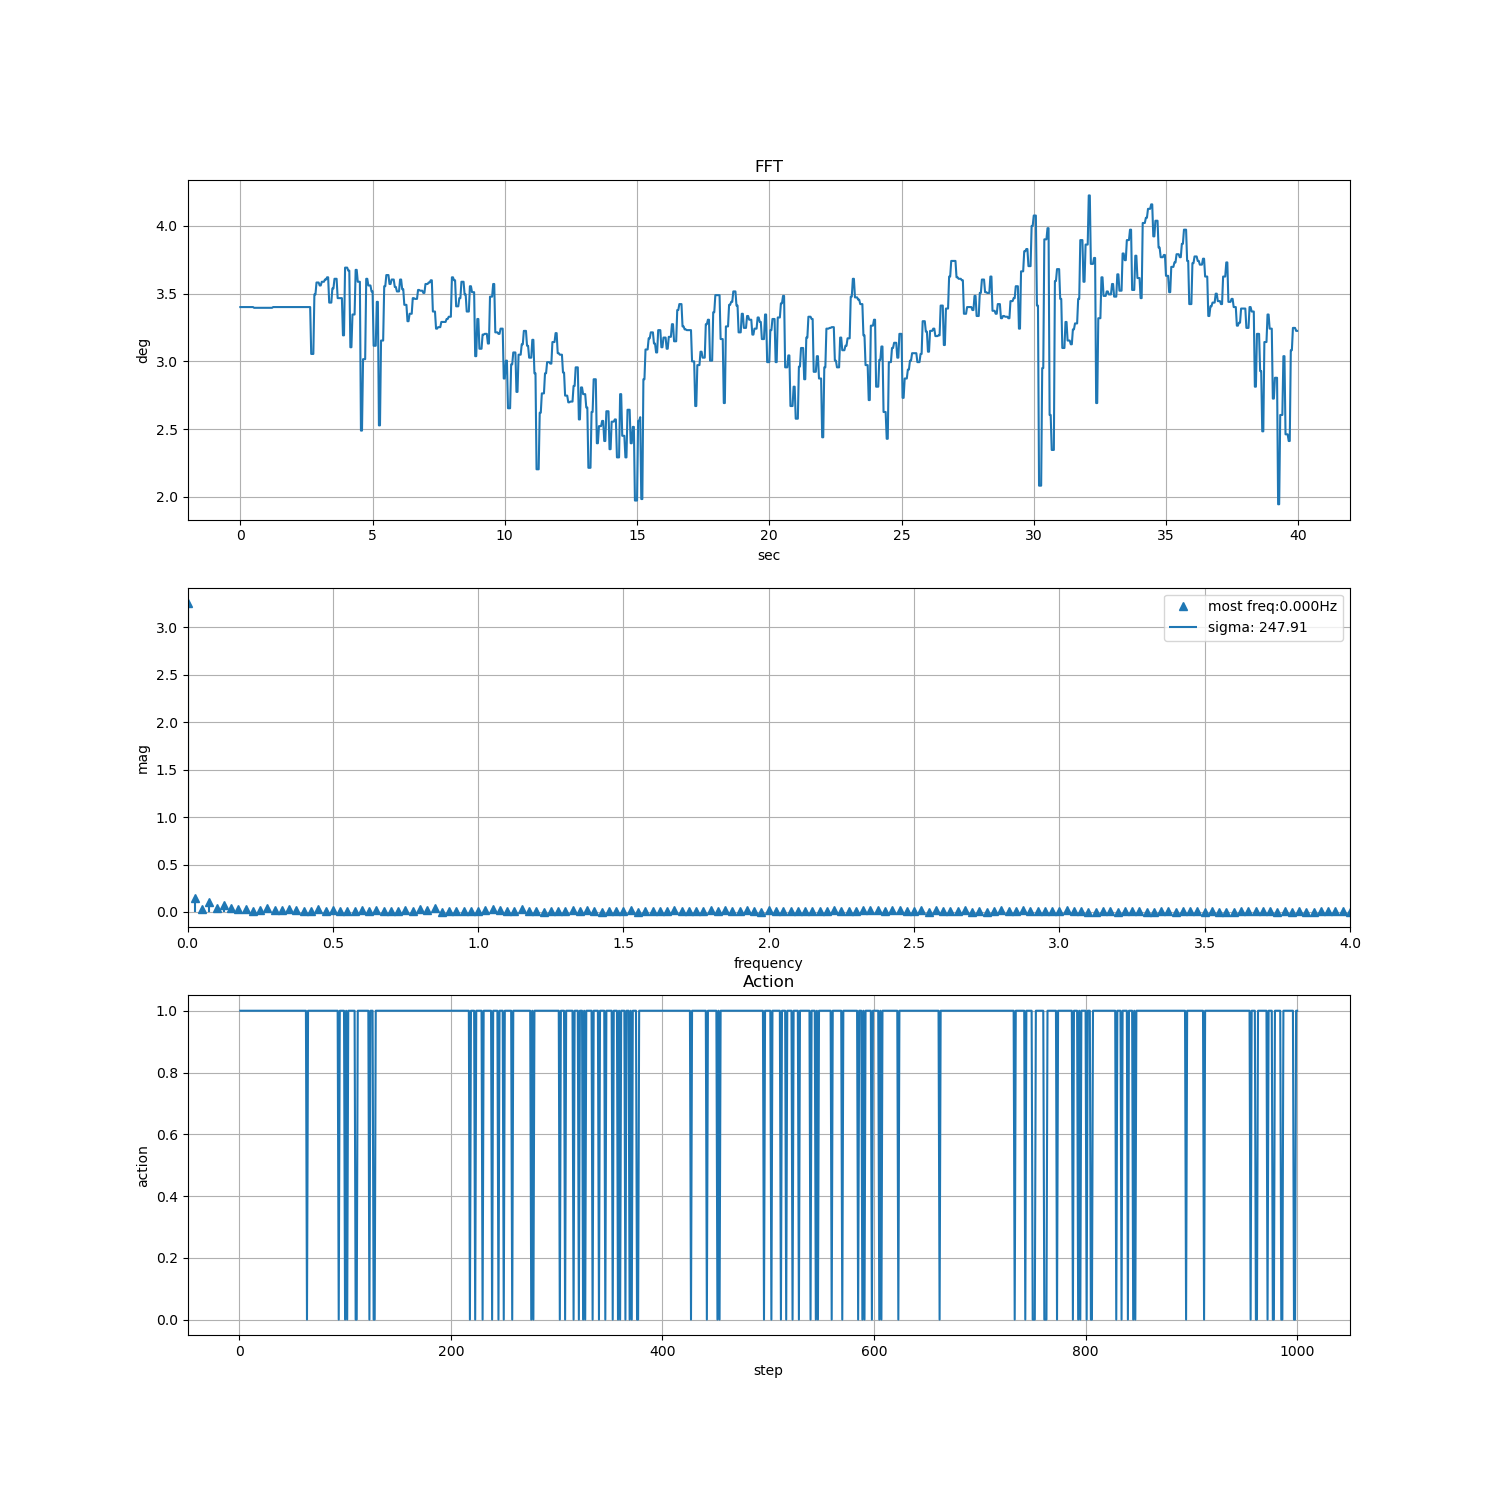 FFT
4.0
3.5
3.0
2.5
2.0
deg
0 5 10 15 20 25 30 35 40
sec
most freq:0.000Hz
sigma: 247.91
3.0
2.5
2.0
1.5
1.0
0.5
0.0
mag
0.0 0.5 1.0 1.5 2.0 2.5 3.0 3.5 4.0
frequency
Action
1.0
0.8
0.6
0.4
0.2
0.0
action
0 200 400 600 800 1000
step